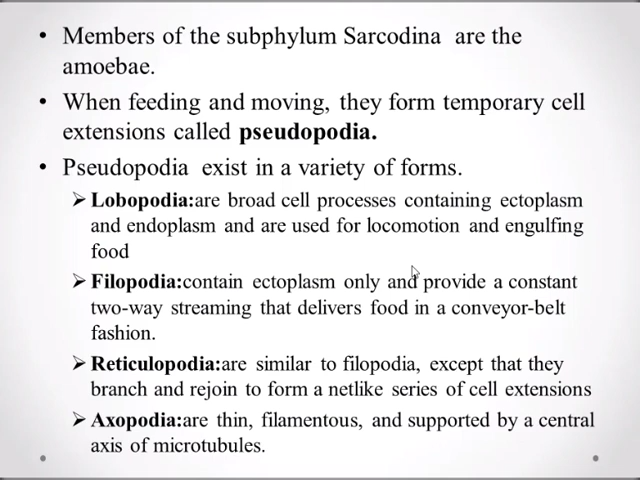 • Members of the subphylum Sarcodina are the
amoebae.
• When feeding and moving, they form temporary cell
extensions called pseudopodia.
• Pseudopodia exist in a variety of forms.
➢ Lobopodia:are broad cell processes containing ectoplasm
and endoplasm and are used for locomotion and engulfing
food
➢ Filopodia:contain ectoplasm only and provide a constant
two-way streaming that delivers food in a conveyor-belt
fashion.
➢ Reticulopodia:are similar to filopodia, except that they
branch and rejoin to form a netlike series of cell extensions
➢ Axopodia:are thin, filamentous, and supported by a central
axis of microtubules.